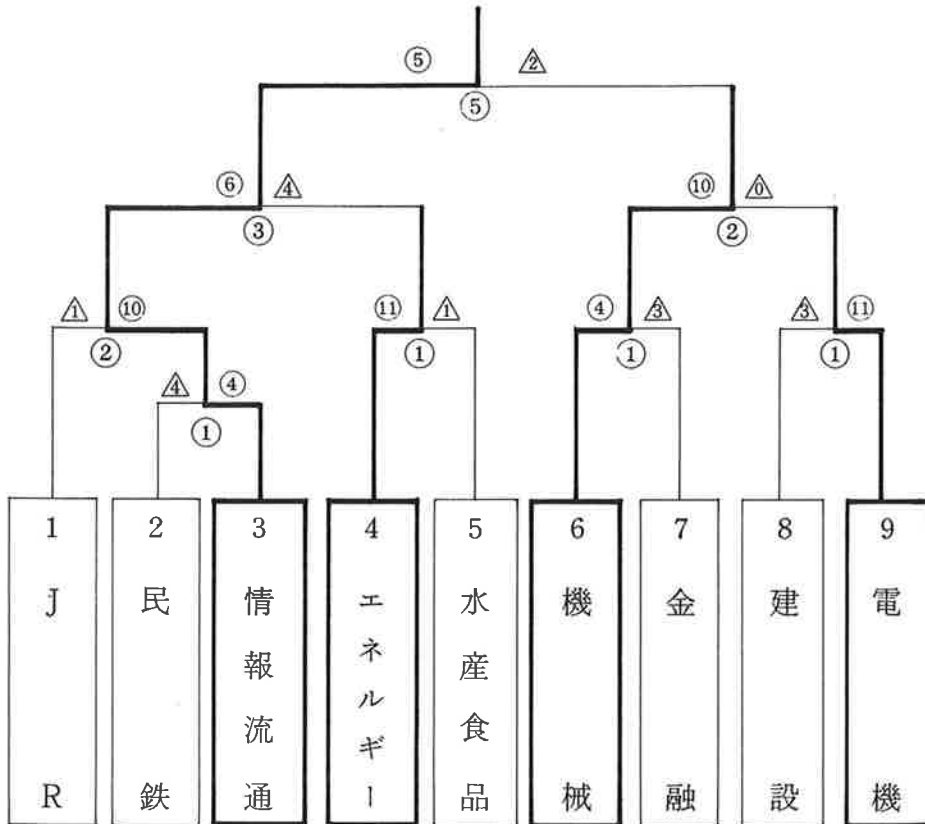 ⑤ 2
⑤
⑥ 4 ⑩ 0
③ ②
1 ⑩ ⑪ 1 ④ 3 3 ⑪
② ① ① ①
4 ④
①
1 2 3 4 5 6 7 8 9
JR
民鉄
情報流通
エネルギー
水産食品
機械
金融
建設
電機